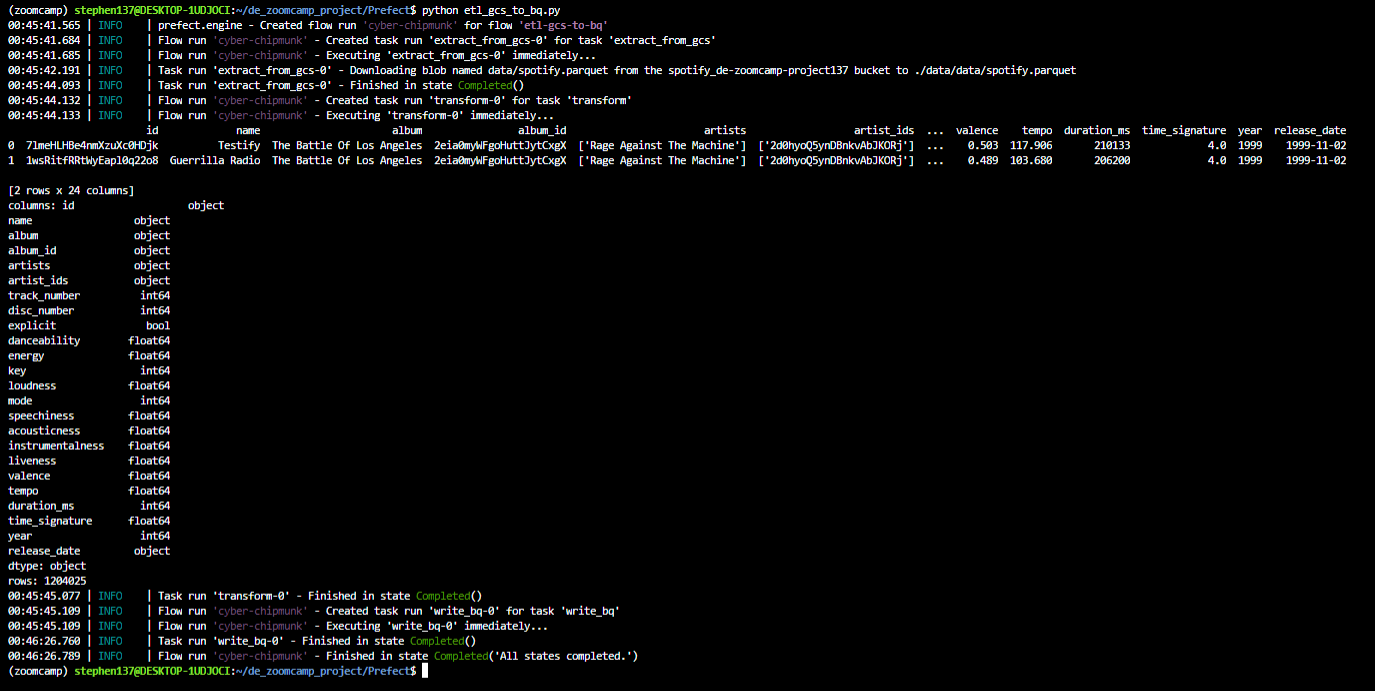 (zoomcamp) stephen137@DESKTOP-1UDJOCI:~/de_zoomcamp_project/Prefect$ python etl_gcs_to_bq.py
00:45:41.565 | INFO    | prefect.engine - Created flow run 'cyber-chipmunk' for flow 'etl-gcs-to-bq'
00:45:41.684 | INFO    | Flow run 'cyber-chipmunk' - Created task run 'extract_from_gcs-0' for task 'extract_from_gcs'
00:45:41.685 | INFO    | Flow run 'cyber-chipmunk' - Executing 'extract_from_gcs-0' immediately...
00:45:42.191 | INFO    | Task run 'extract_from_gcs-0' - Downloading blob named data/spotify.parquet from the spotify_de-zoomcamp-project137 bucket to ./data/data/spotify.parquet
00:45:44.093 | INFO    | Task run 'extract_from_gcs-0' - Finished in state Completed()
00:45:44.132 | INFO    | Flow run 'cyber-chipmunk' - Created task run 'transform-0' for task 'transform'
00:45:44.133 | INFO    | Flow run 'cyber-chipmunk' - Executing 'transform-0' immediately...
id name album album_id artists artist_ids ... valence tempo duration_ms time_signature year release_date
0 7lmeHLHBe4nmXzuXc0HDjk Testify The Battle Of Los Angeles 2eia0myWFgoHuttJytCxgX ['Rage Against The Machine'] ['2d0hyoQ5ynDBnkvAbJKORj'] ... 0.503 117.906 210133 4.0 1999 1999-11-02
1 1wsRitfRRtWyEapl0q22o8 Guerrilla Radio The Battle Of Los Angeles 2eia0myWFgoHuttJytCxgX ['Rage Against The Machine'] ['2d0hyoQ5ynDBnkvAbJKORj'] ... 0.489 103.680 206200 4.0 1999 1999-11-02
[2 rows x 24 columns]
columns: id object
name object
album object
album_id object
artists object
artist_ids object
track_number int64
disc_number int64
explicit bool
danceability float64
energy float64
key int64
loudness float64
mode int64
speechiness float64
acousticness float64
instrumentalness float64
liveness float64
valence float64
tempo float64
duration_ms int64
time_signature float64
year int64
release_date object
dtype: object
rows: 1204025
00:45:45.077 | INFO    | Task run 'transform-0' - Finished in state Completed()
00:45:45.109 | INFO    | Flow run 'cyber-chipmunk' - Created task run 'write_bq-0' for task 'write_bq'
00:45:45.109 | INFO    | Flow run 'cyber-chipmunk' - Executing 'write_bq-0' immediately...
00:46:26.760 | INFO    | Task run 'write_bq-0' - Finished in state Completed()
00:46:26.789 | INFO    | Flow run 'cyber-chipmunk' - Finished in state Completed('All states completed.')
(zoomcamp) stephen137@DESKTOP-1UDJOCI:~/de_zoomcamp_project/Prefect$